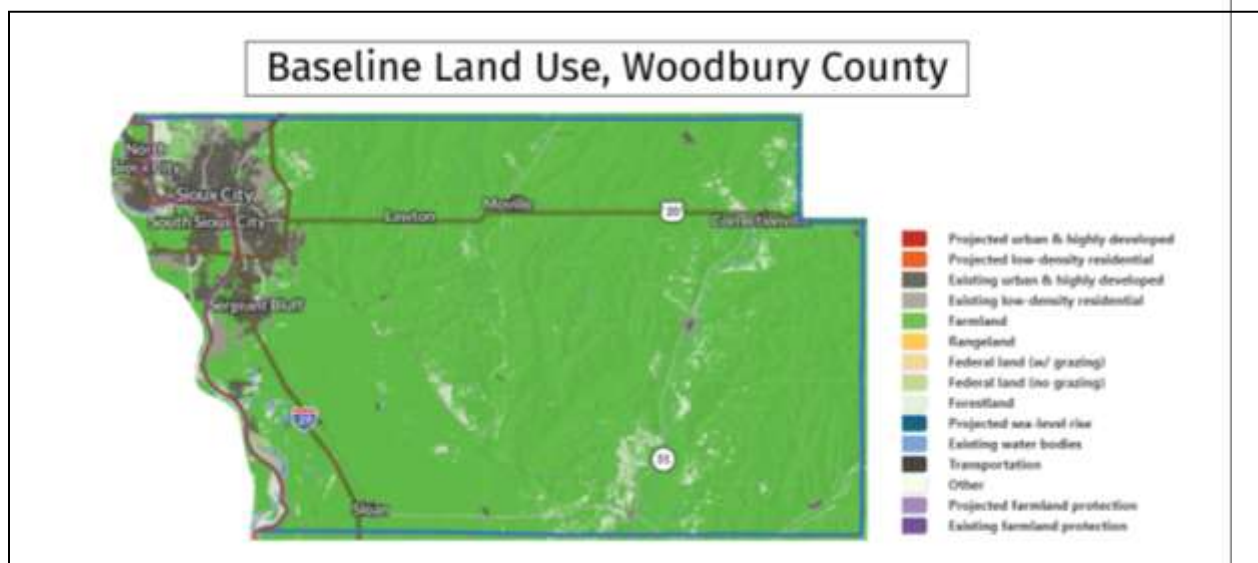 Baseline Land Use, Woodbury County
North
Sioux City
Sioux City
South Sioux City
Lawton
Moville
20
Correctionville
Sergeant Bluff
29
31
Sloan
Projected urban & highly developed
Projected low-density residential
Existing urban & highly developed
Existing low-density residential
Farmland
Rangeland
Federal land (w/ grazing)
Federal land (no grazing)
Forestland
Projected sea-level rise
Existing water bodies
Transportation
Other
Projected farmland protection
Existing farmland protection